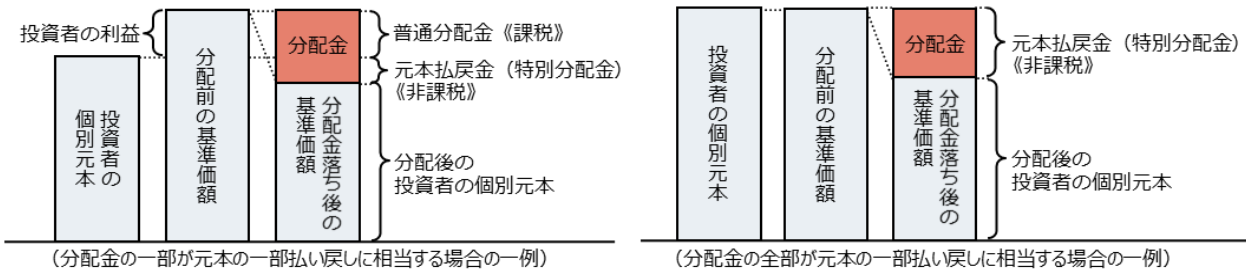 投資者の利益
投資者の
個別元本
分配前の基準価額
分配金
分配金落ち後の
基準価額
普通分配金《課税》
元本払戻金（特別分配金）
《非課税》
分配後の
投資者の個別元本
（分配金の一部が元本の一部払い戻しに相当する場合の一例）
投資者の個別元本
分配前の基準価額
分配金
分配金落ち後の
基準価額
元本払戻金（特別分配金）
《非課税》
分配後の
投資者の個別元本
（分配金の全部が元本の一部払い戻しに相当する場合の一例）